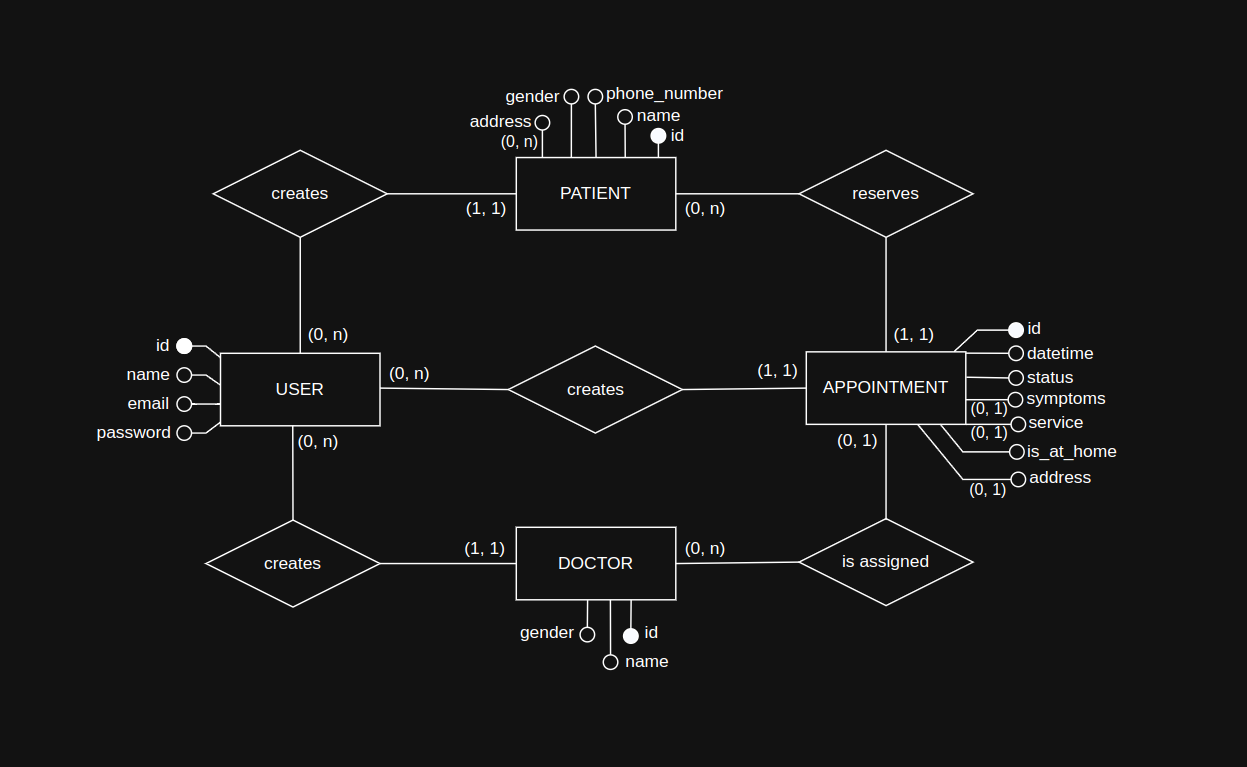 gender
phone_number
address
name
(0, n)
id
creates
PATIENT
reserves
(1, 1)
(0, n)
(0, n)
(1, 1)
id
name
email
password
USER
(0, n)
creates
(1, 1)
APPOINTMENT
id
datetime
status
symptoms
(0, 1)
service
(0, 1)
is_at_home
address
(0, 1)
(0, n)
(0, 1)
creates
(1, 1)
DOCTOR
(0, n)
is assigned
gender
id
name